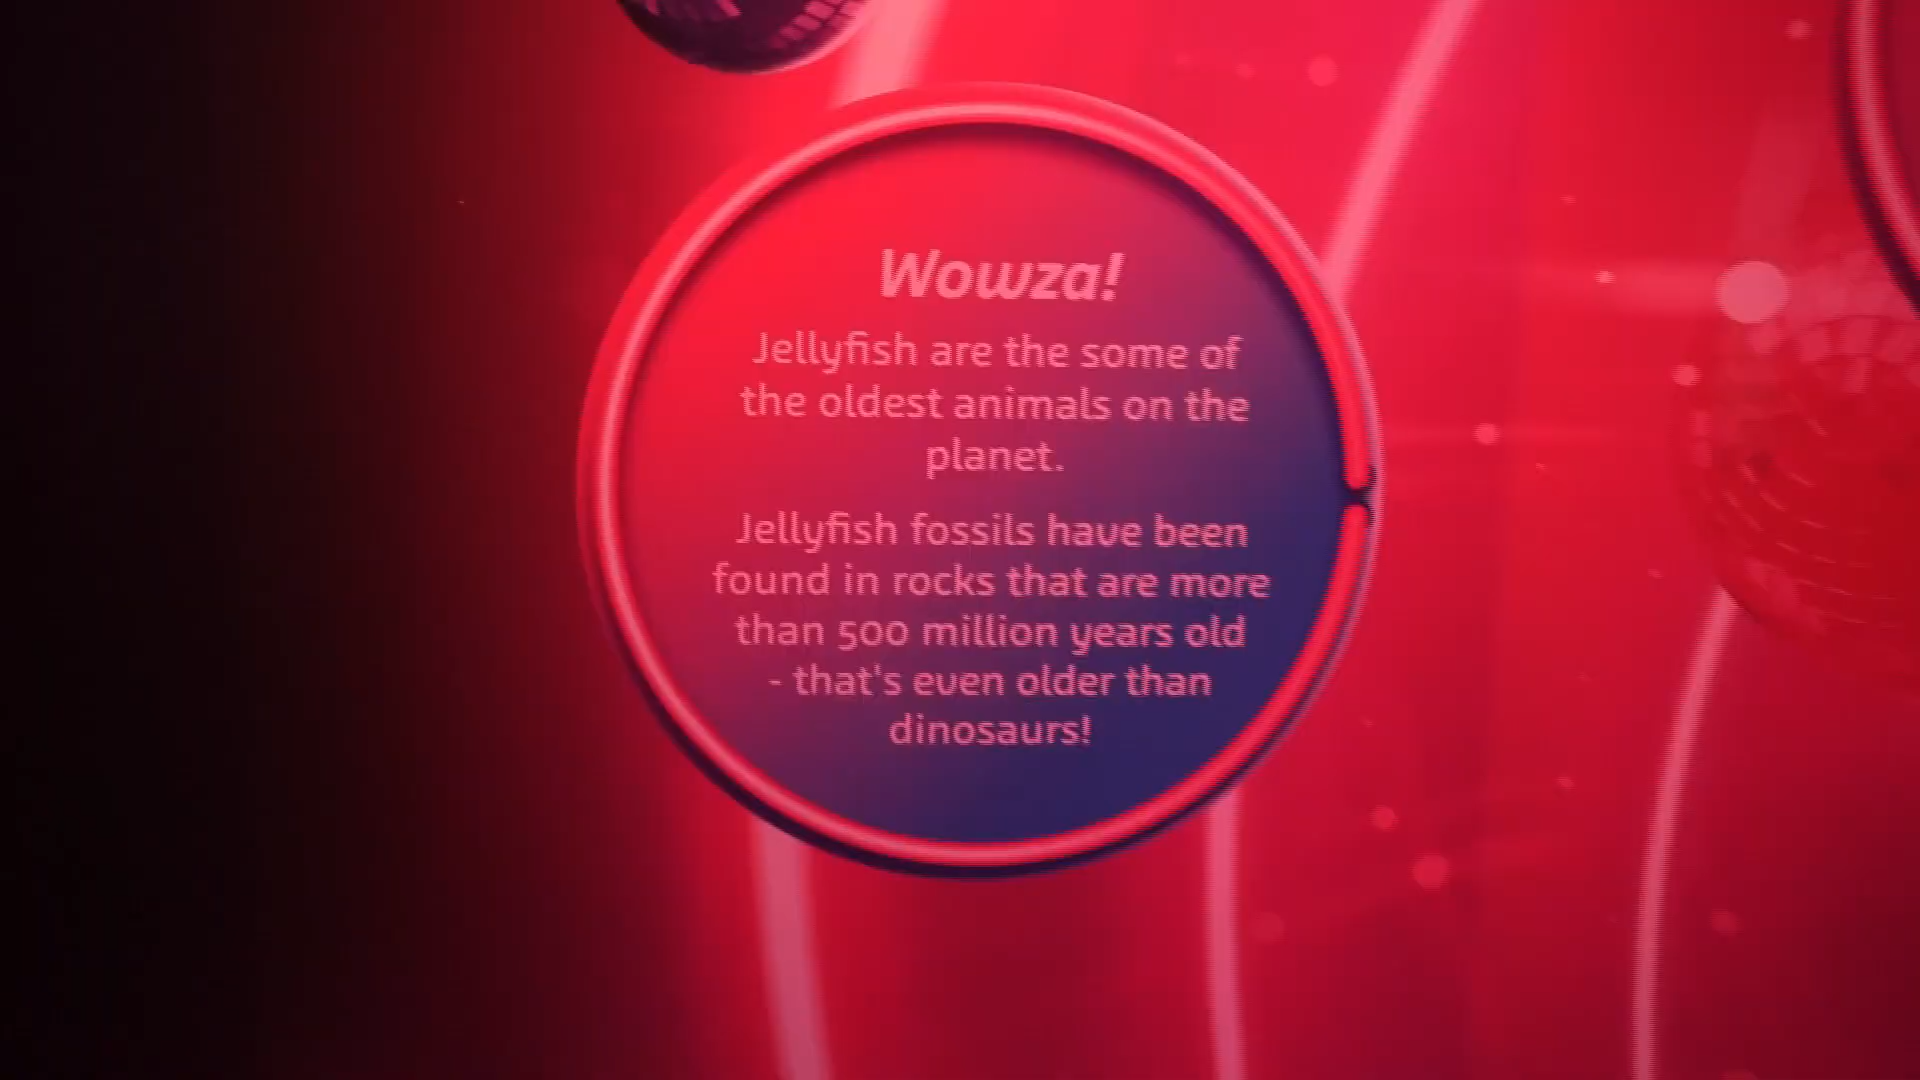 Wowza!
Jellyfish are the some of
the oldest animals on the
planet.
Jellyfish fossils have been
found in rocks that are more
than 500 million years old
- that's even older than
dinosaurs!